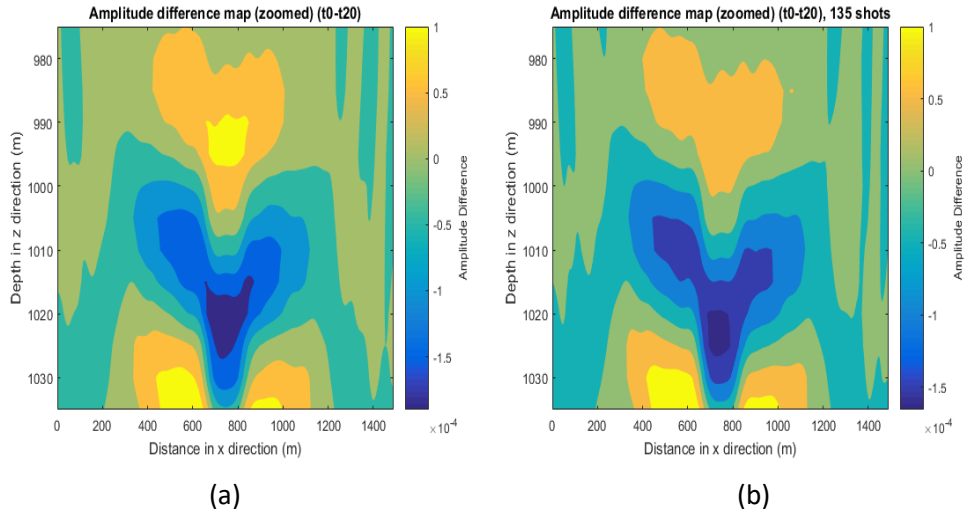 Amplitude difference map (zoomed) (t0-t20)
Depth in z direction (m)
980
990
1000
1010
1020
1030
0 200 400 600 800 1000 1200 1400
Distance in x direction (m)
1
0.5
0
-0.5
-1
-1.5
×10-4
Amplitude Difference
(a)
Amplitude difference map (zoomed) (t0-t20), 135 shots
Depth in z direction (m)
980
990
1000
1010
1020
1030
0 200 400 600 800 1000 1200 1400
Distance in x direction (m)
1
0.5
0
-0.5
-1
-1.5
×10-4
Amplitude Difference
(b)